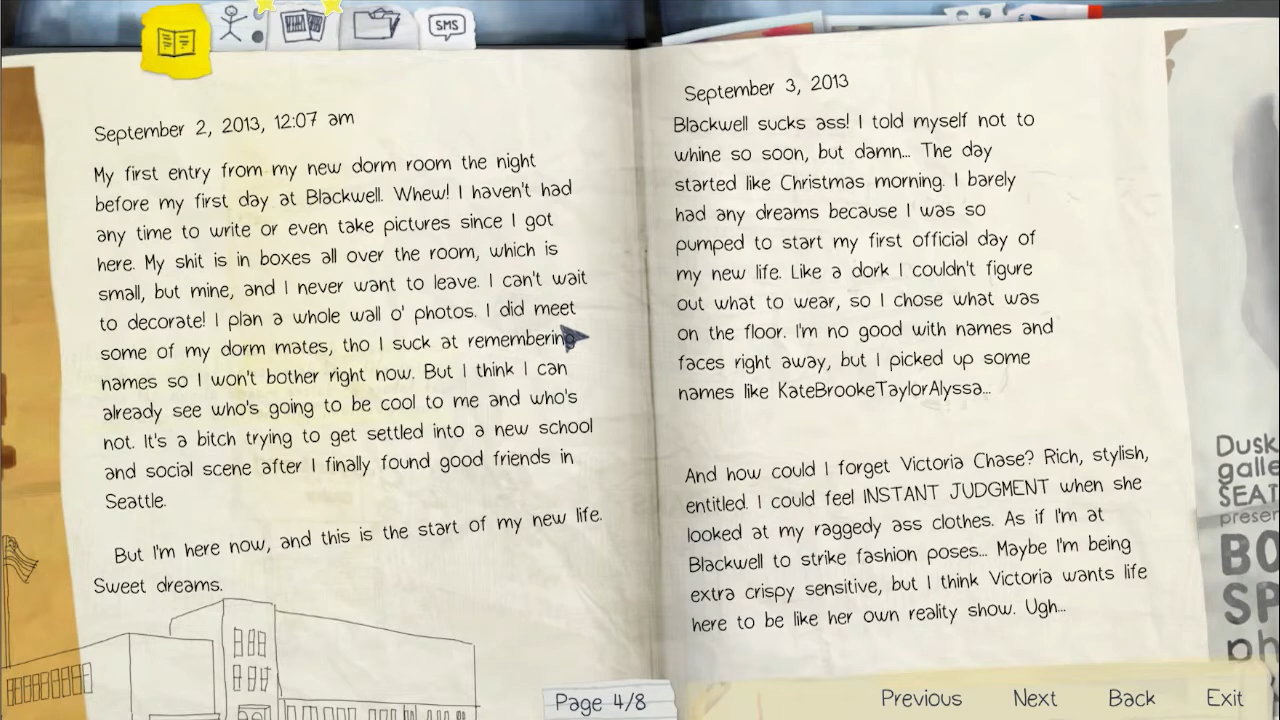 SMS
September 2, 2013, 12:07 am
My first entry from my new dorm room the night
before my first day at Blackwell. Whew! I haven't had
any time to write or even take pictures since I got
here. My shit is in boxes all over the room, which is
small, but mine, and I never want to leave. I can't wait
to decorate! I plan a whole wall o' photos. I did meet
some of my dorm mates, tho I suck at remembering
names so I won't bother right now. But I think I can
already see who's going to be cool to me and who's
not. It's a bitch trying to get settled into a new school
and social scene after I finally found good friends in
Seattle.
But I'm here now, and this is the start of my new life.
Sweet dreams.
September 3, 2013
Blackwell sucks ass! I told myself not to
whine so soon, but damn... The day
started like Christmas morning. I barely
had any dreams because I was so
pumped to start my first official day of
my new life. Like a dork I couldn't figure
out what to wear, so I chose what was
on the floor. I'm no good with names and
faces right away, but I picked up some
names like KateBrookeTaylorAlyssa...
And how could I forget Victoria Chase? Rich, stylish,
entitled. I could feel INSTANT JUDGMENT when she
looked at my raggedy ass clothes. As if I'm at
Blackwell to strike fashion poses... Maybe I'm being
extra crispy sensitive, but I think Victoria wants life
here to be like her own reality show. Ugh...
Dusk
galle
SEAT
presen
BO
SP
ph
Page 4/8
Previous Next Back Exit